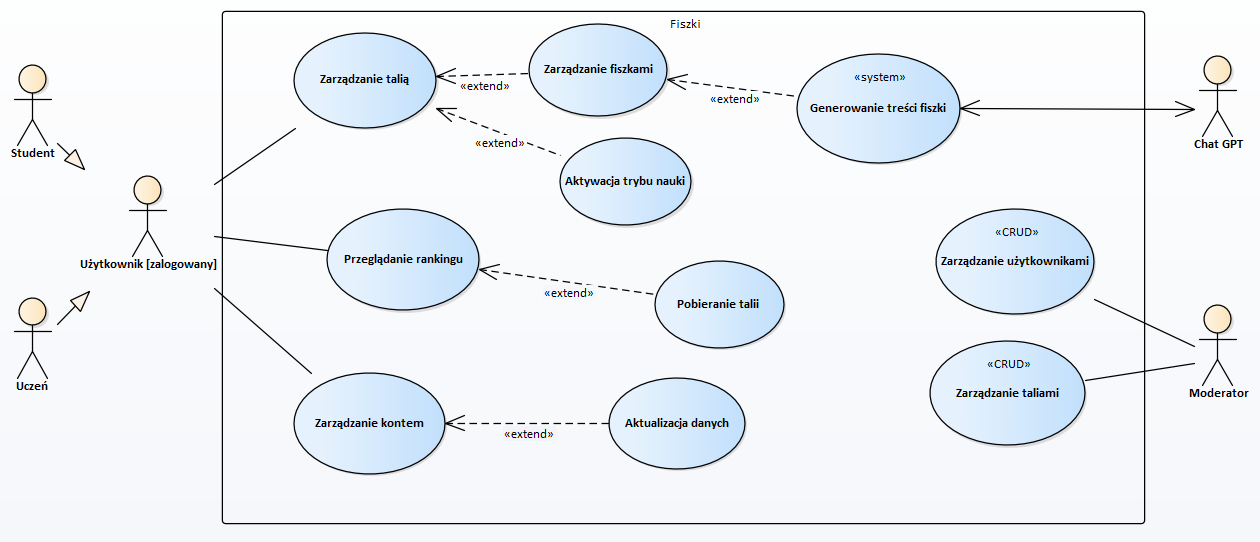 Fiszki
Zarządzanie talią
Zarządzanie fiszkami
«system»
Generowanie treści fiszki
«extend»
«extend»
«extend»
Student
Chat GPT
Aktywacja trybu nauki
Użytkownik [zalogowany]
Przeglądanie rankingu
«CRUD»
Zarządzanie użytkownikami
«extend»
Pobieranie talii
Uczeń
«CRUD»
Zarządzanie taliami
Moderator
Zarządzanie kontem
«extend»
Aktualizacja danych